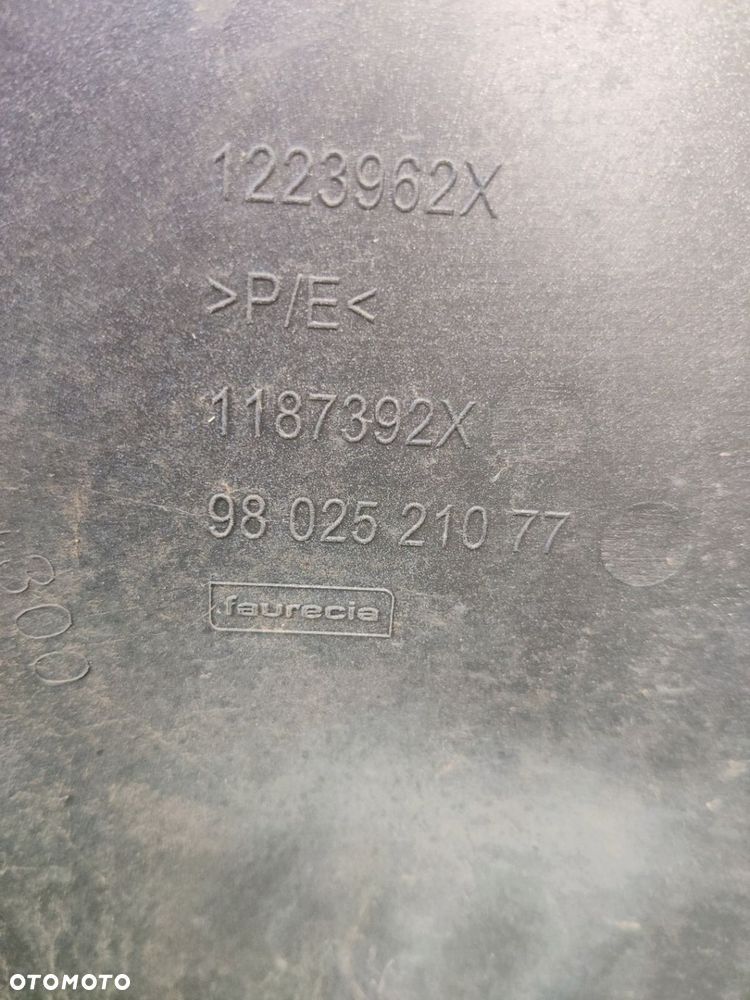 1223962X
>P/E<
1187392X
98 025 210 77
faurecia
300
OTOMOTO